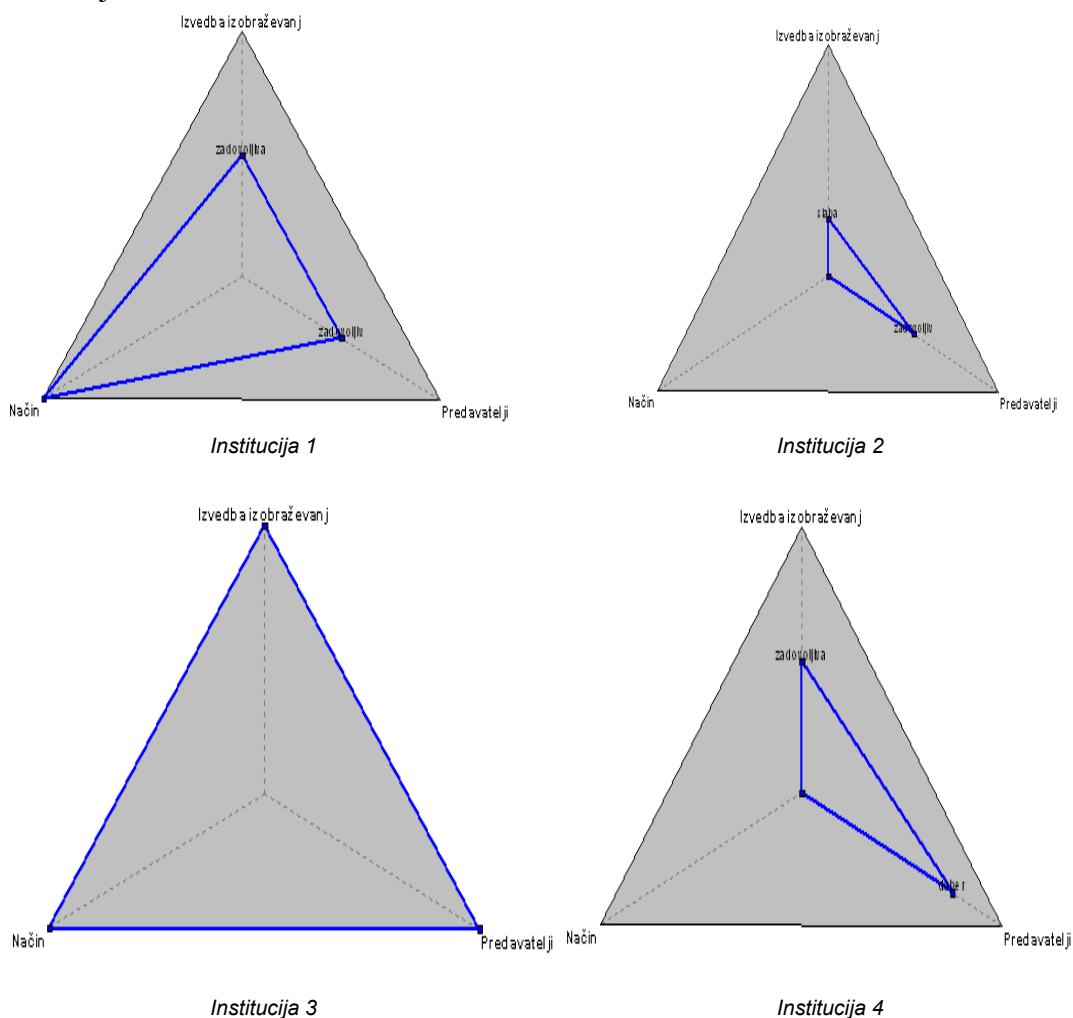 Izvedba izobraževanj
zadovoljiva
zadovoljiv
Način
Predavatelji
Institucija 1
Izvedba izobraževanj
slaba
zadovoljiv
Način
Predavatelji
Institucija 2
Izvedba izobraževanj
Način
Predavatelji
Institucija 3
Izvedba izobraževanj
zadovoljiva
dober
Način
Predavatelji
Institucija 4